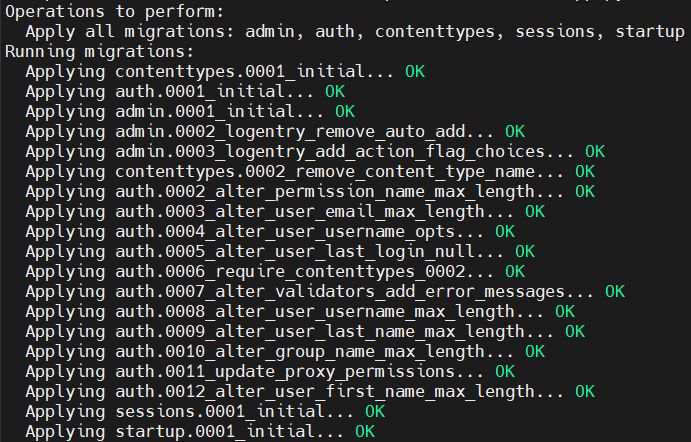 Operations to perform:
  Apply all migrations: admin, auth, contenttypes, sessions, startup
Running migrations:
  Applying contenttypes.0001_initial... OK
  Applying auth.0001_initial... OK
  Applying admin.0001_initial... OK
  Applying admin.0002_logentry_remove_auto_add... OK
  Applying admin.0003_logentry_add_action_flag_choices... OK
  Applying contenttypes.0002_remove_content_type_name... OK
  Applying auth.0002_alter_permission_name_max_length... OK
  Applying auth.0003_alter_user_email_max_length... OK
  Applying auth.0004_alter_user_username_opts... OK
  Applying auth.0005_alter_user_last_login_null... OK
  Applying auth.0006_require_contenttypes_0002... OK
  Applying auth.0007_alter_validators_add_error_messages... OK
  Applying auth.0008_alter_user_username_max_length... OK
  Applying auth.0009_alter_user_last_name_max_length... OK
  Applying auth.0010_alter_group_name_max_length... OK
  Applying auth.0011_update_proxy_permissions... OK
  Applying auth.0012_alter_user_first_name_max_length... OK
  Applying sessions.0001_initial... OK
  Applying startup.0001_initial... OK